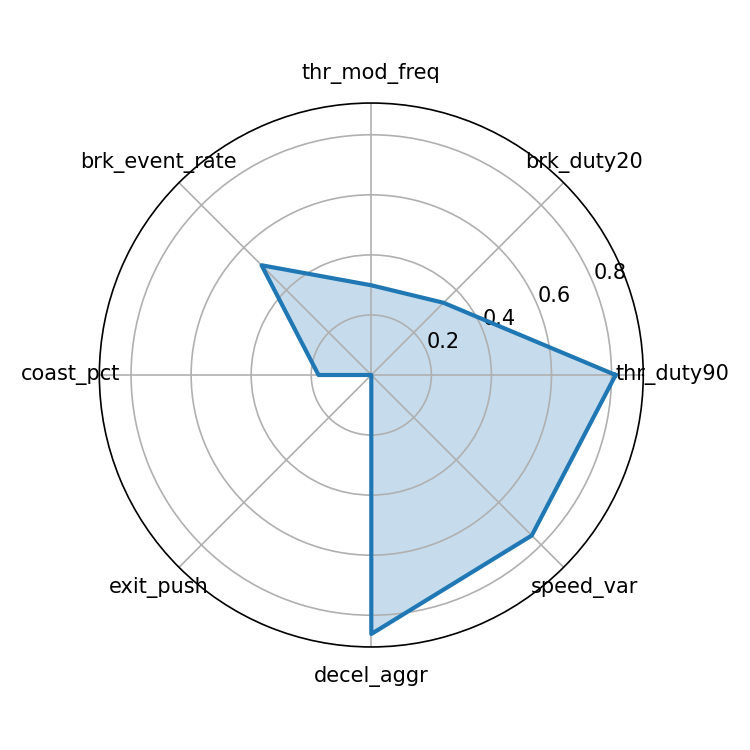 thr_mod_freq
brk_event_rate
brk_duty20
0.8
0.6
0.4
0.2
coast_pct
thr_duty90
exit_push
speed_var
decel_aggr